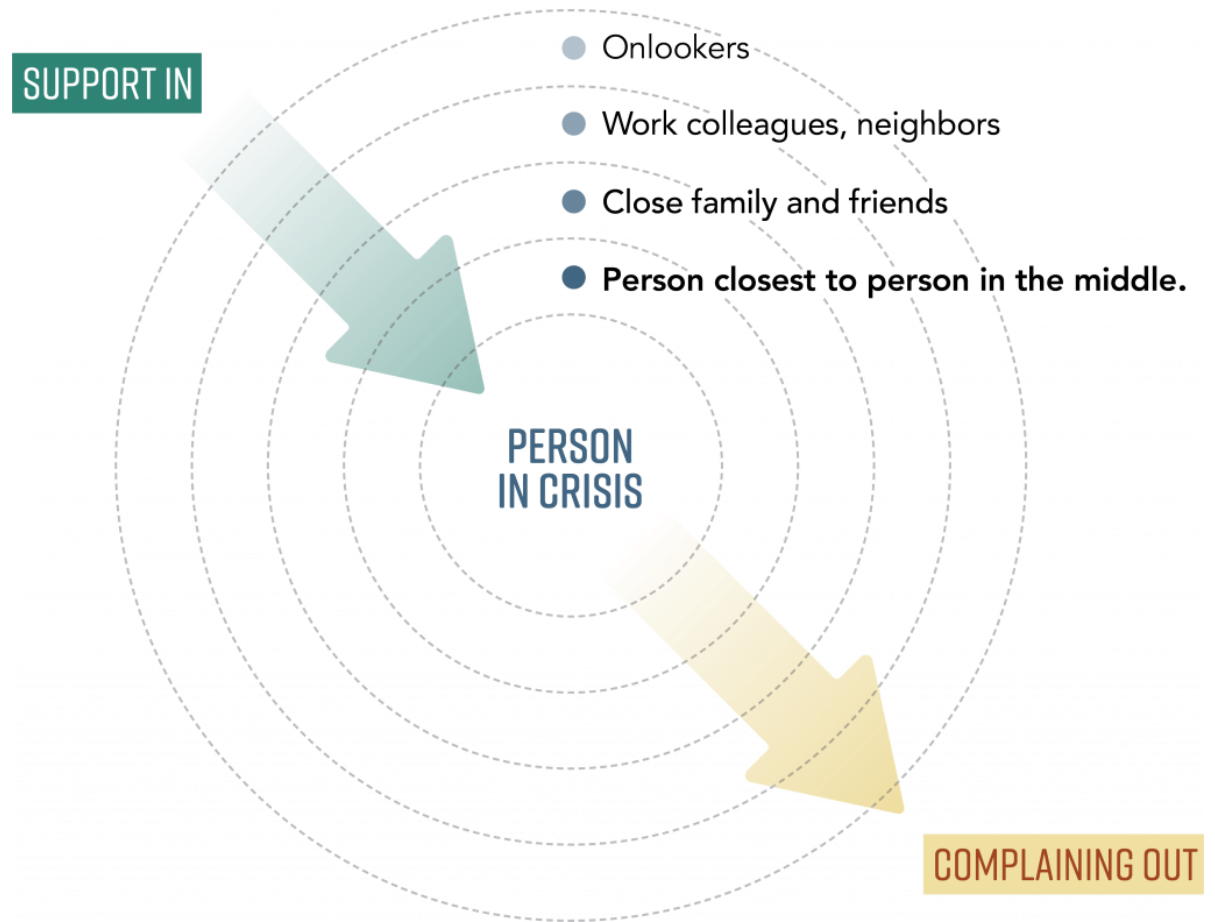 SUPPORT IN
Onlookers
Work colleagues, neighbors
Close family and friends
Person closest to person in the middle.
PERSON
IN CRISIS
COMPLAINING OUT